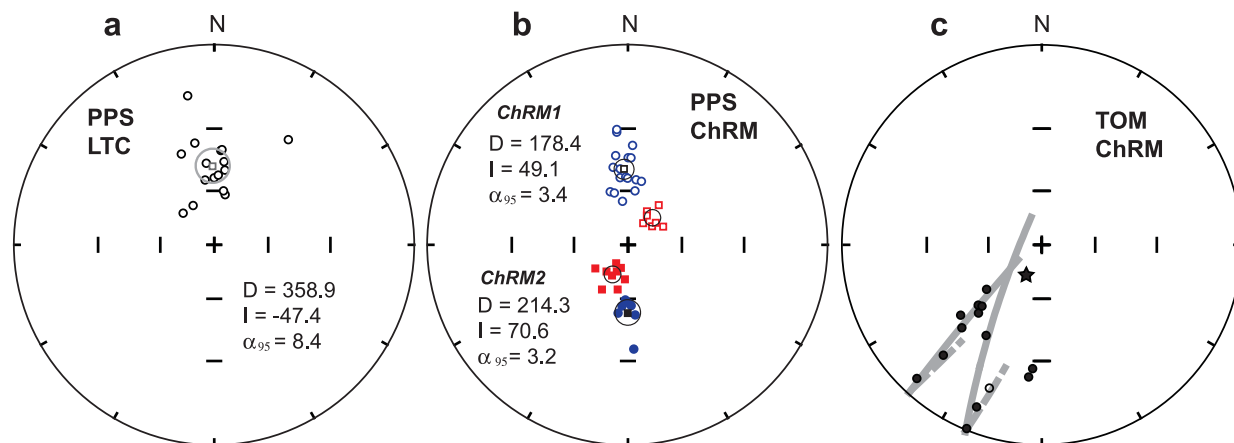 a
N
PPS
LTC
D = 358.9
I = -47.4
α95 = 8.4
b
N
PPS
ChRM
ChRM1
D = 178.4
I = 49.1
α95 = 3.4
ChRM2
D = 214.3
I = 70.6
α95 = 3.2
c
N
TOM
ChRM